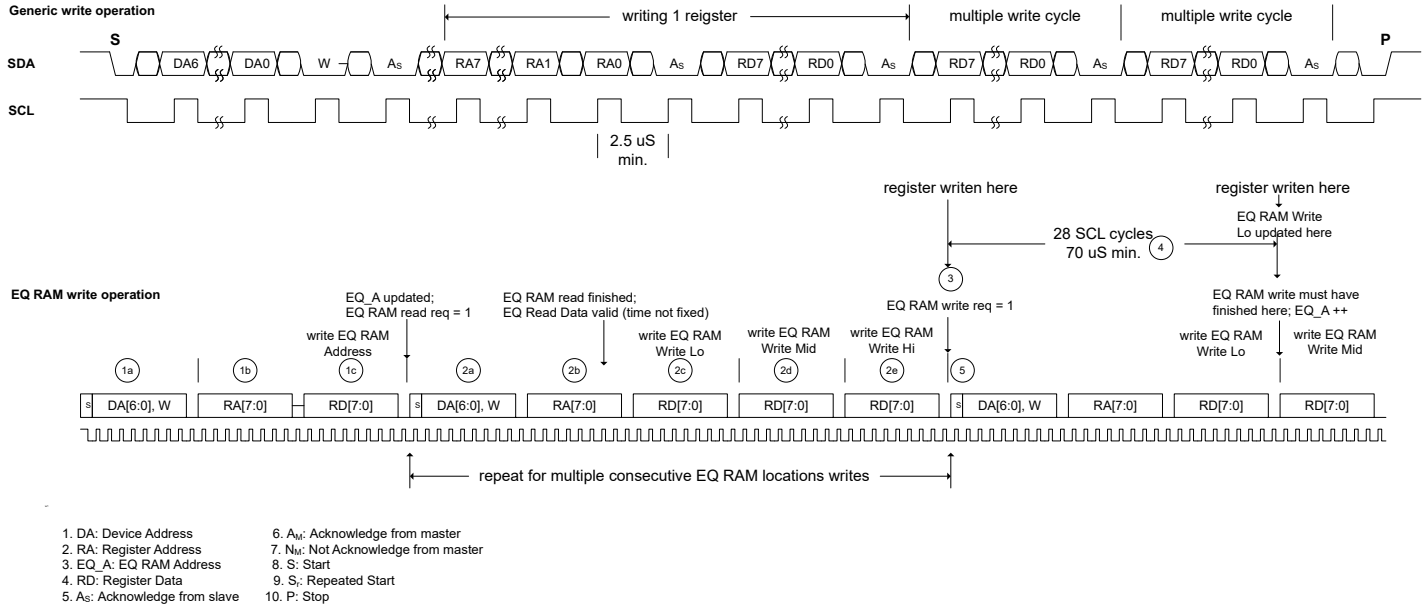 Generic write operation
writing 1 reigster
multiple write cycle
multiple write cycle
S
P
SDA
DA6
DA0
W
As
RA7
RA1
RA0
As
RD7
RD0
As
RD7
RD0
As
RD7
RD0
As
SCL
2.5 uS
min.
register writen here
register writen here
EQ RAM Write
Lo updated here
28 SCL cycles
70 uS min.
4
3
EQ RAM write operation
EQ_A updated;
EQ RAM read req = 1
EQ RAM read finished;
EQ Read Data valid (time not fixed)
EQ RAM write req = 1
EQ RAM write must have
finished here; EQ_A ++
write EQ RAM
Address
write EQ RAM
Write Lo
write EQ RAM
Write Mid
write EQ RAM
Write Hi
write EQ RAM
Write Lo
write EQ RAM
Write Mid
1a
1b
1c
2a
2b
2c
2d
2e
5
S
DA[6:0], W
RA[7:0]
RD[7:0]
S
DA[6:0], W
RA[7:0]
RD[7:0]
RD[7:0]
RD[7:0]
S
DA[6:0], W
RA[7:0]
RD[7:0]
RD[7:0]
repeat for multiple consecutive EQ RAM locations writes
1. DA: Device Address
2. RA: Register Address
3. EQ_A: EQ RAM Address
4. RD: Register Data
5. As: Acknowledge from slave
6. AM: Acknowledge from master
7. NM: Not Acknowledge from master
8. S: Start
9. Sr: Repeated Start
10. P: Stop